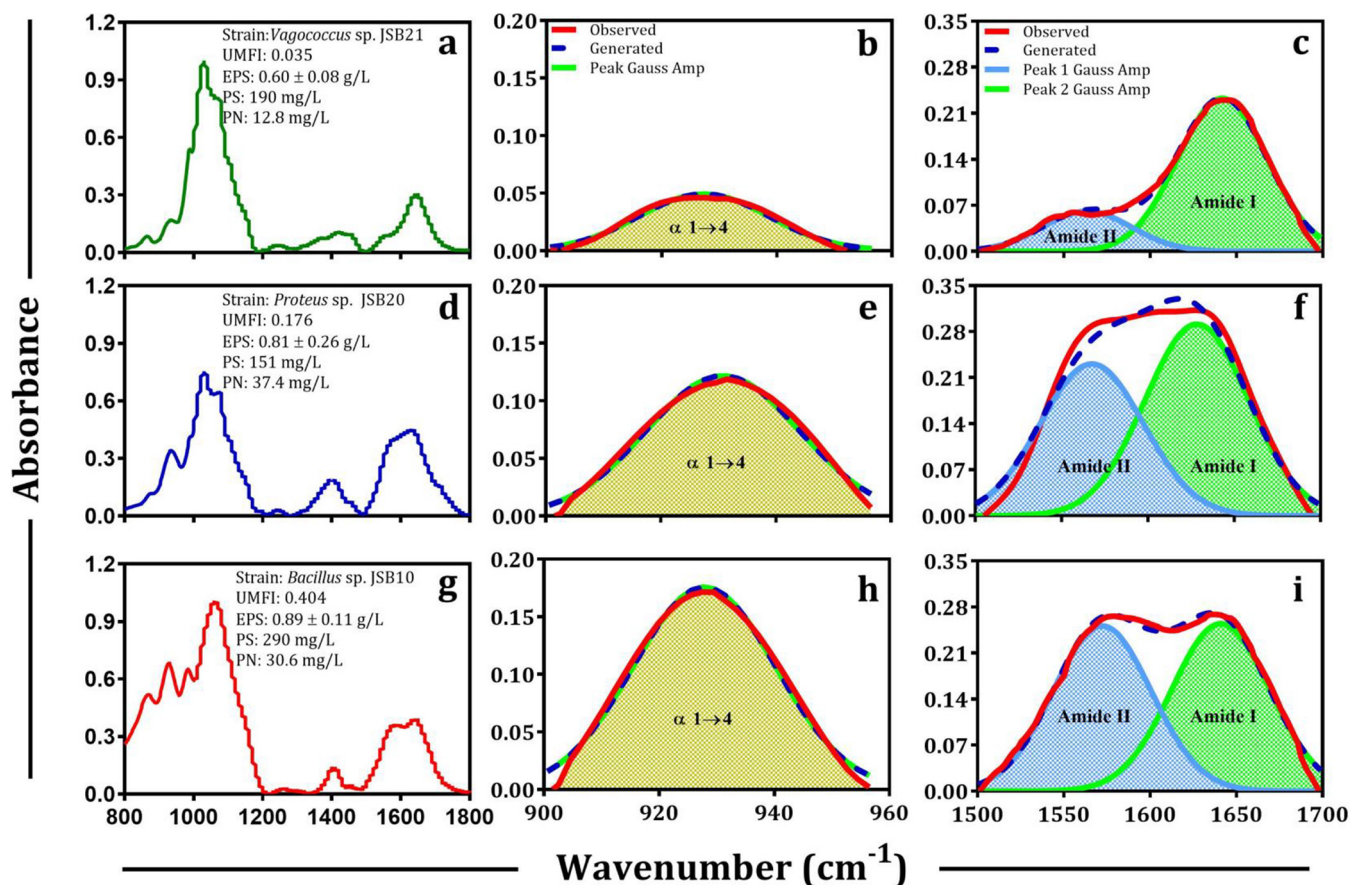 Absorbance
1.2
0.9
0.6
0.3
0.0
Strain:Vagococcus sp. JSB21
UMFI: 0.035
EPS: 0.60 ± 0.08 g/L
PS: 190 mg/L
PN: 12.8 mg/L
a
0.20
0.15
0.10
0.05
0.00
Observed
Generated
Peak Gauss Amp
α 1→4
b
0.35
0.28
0.21
0.14
0.07
0.00
Observed
Generated
Peak 1 Gauss Amp
Peak 2 Gauss Amp
Amide I
Amide II
c
1.2
0.9
0.6
0.3
0.0
Strain: Proteus sp. JSB20
UMFI: 0.176
EPS: 0.81 ± 0.26 g/L
PS: 151 mg/L
PN: 37.4 mg/L
d
0.20
0.15
0.10
0.05
0.00
α 1→4
e
0.35
0.28
0.21
0.14
0.07
0.00
Amide II
Amide I
f
1.2
0.9
0.6
0.3
0.0
Strain: Bacillus sp. JSB10
UMFI: 0.404
EPS: 0.89 ± 0.11 g/L
PS: 290 mg/L
PN: 30.6 mg/L
g
800 1000 1200 1400 1600 1800
0.20
0.15
0.10
0.05
0.00
α 1→4
h
900 920 940 960
0.35
0.28
0.21
0.14
0.07
0.00
Amide II
Amide I
i
1500 1550 1600 1650 1700
Wavenumber (cm⁻¹)